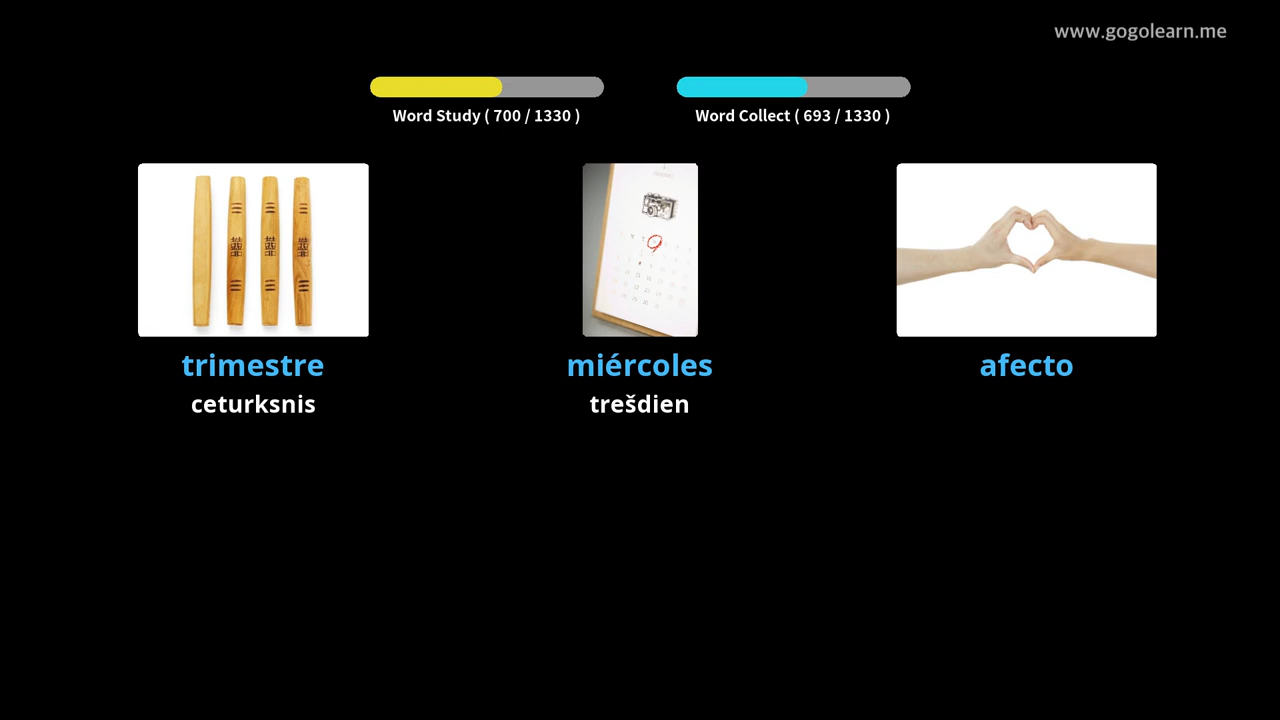 www.gogolearn.me
Word Study ( 700 / 1330 )
Word Collect ( 693 / 1330 )
trimestre
miércoles
afecto
ceturksnis
trešdien